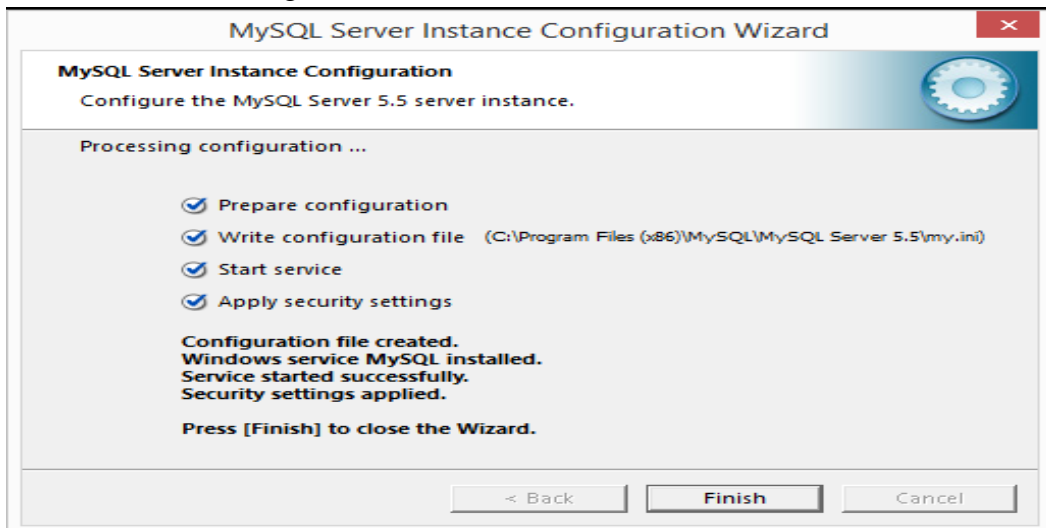 MySQL Server Instance Configuration Wizard
MySQL Server Instance Configuration
Configure the MySQL Server 5.5 server instance.
Processing configuration ...
Prepare configuration
Write configuration file (C:\Program Files (x86)\MySQL\MySQL Server 5.5\my.ini)
Start service
Apply security settings
Configuration file created.
Windows service MySQL installed.
Service started successfully.
Security settings applied.
Press [Finish] to close the Wizard.
< Back Finish Cancel